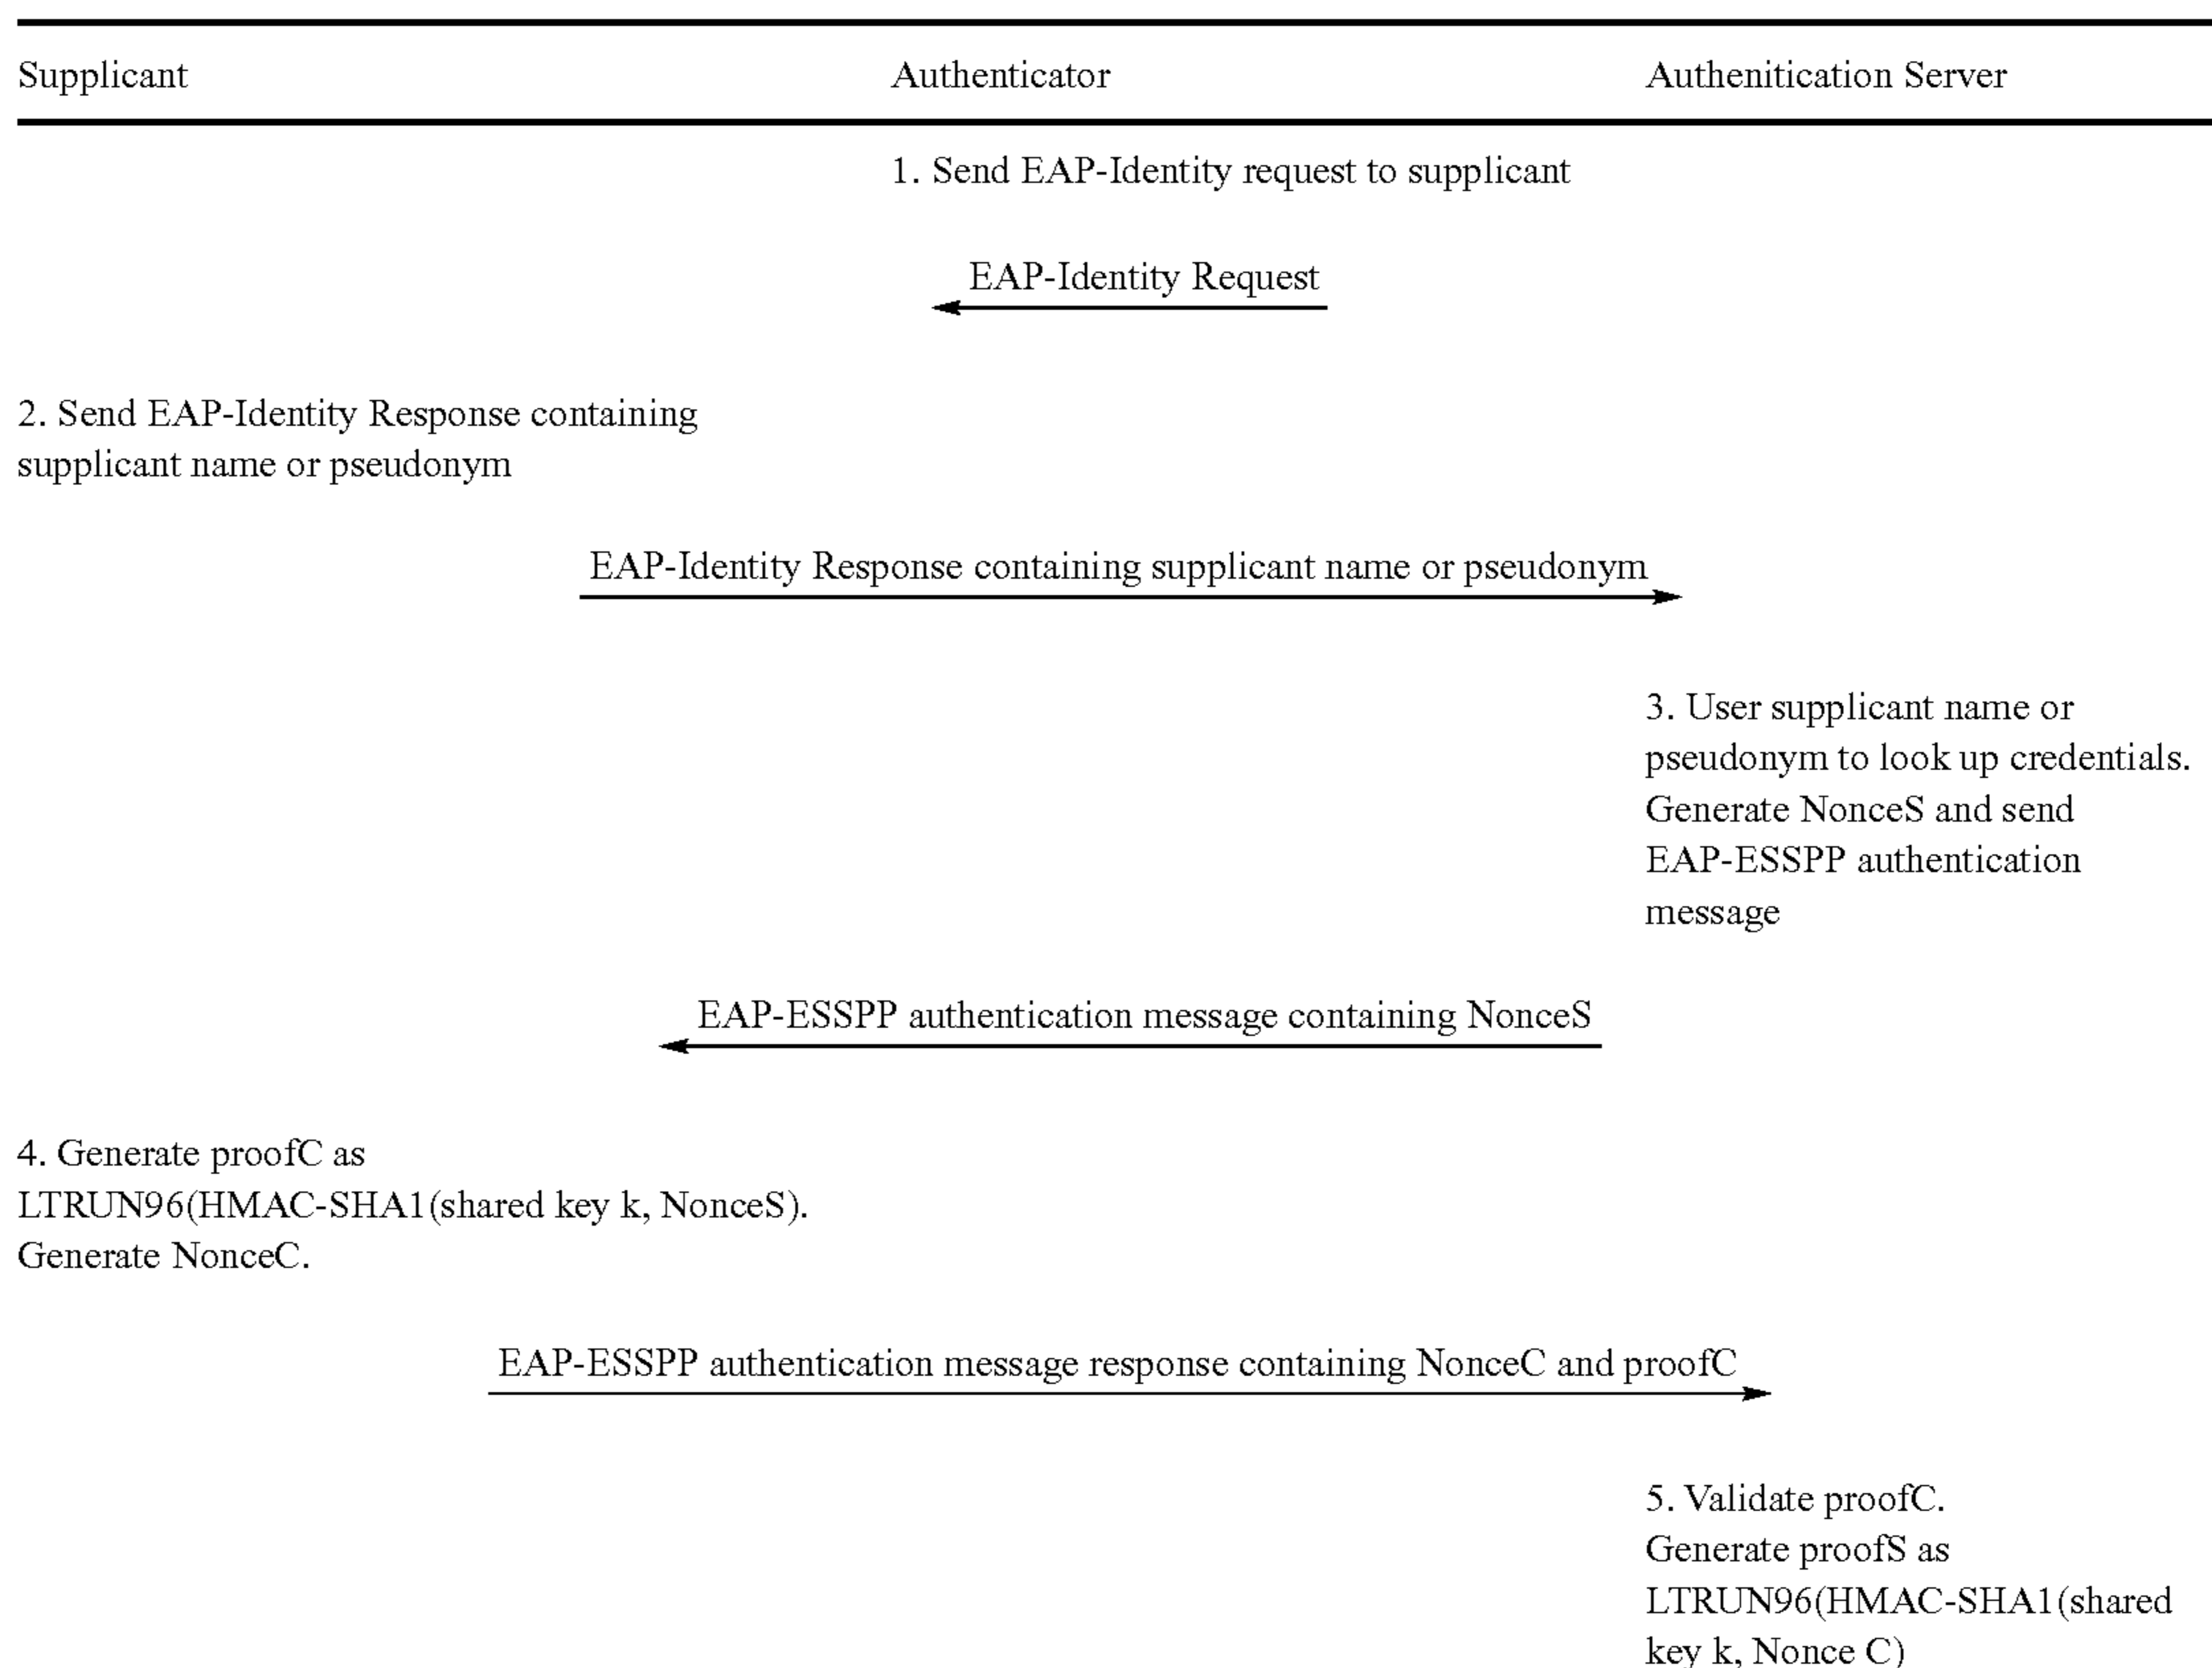 Supplicant
Authenticator
Authenitication Server
1. Send EAP-Identity request to supplicant
EAP-Identity Request
2. Send EAP-Identity Response containing
supplicant name or pseudonym
EAP-Identity Response containing supplicant name or pseudonym
3. User supplicant name or
pseudonym to look up credentials.
Generate NonceS and send
EAP-ESSPP authentication
message
EAP-ESSPP authentication message containing NonceS
4. Generate proofC as
LTRUN96(HMAC-SHA1(shared key k, NonceS).
Generate NonceC.
EAP-ESSPP authentication message response containing NonceC and proofC
5. Validate proofC.
Generate proofS as
LTRUN96(HMAC-SHA1(shared
key k, Nonce C)